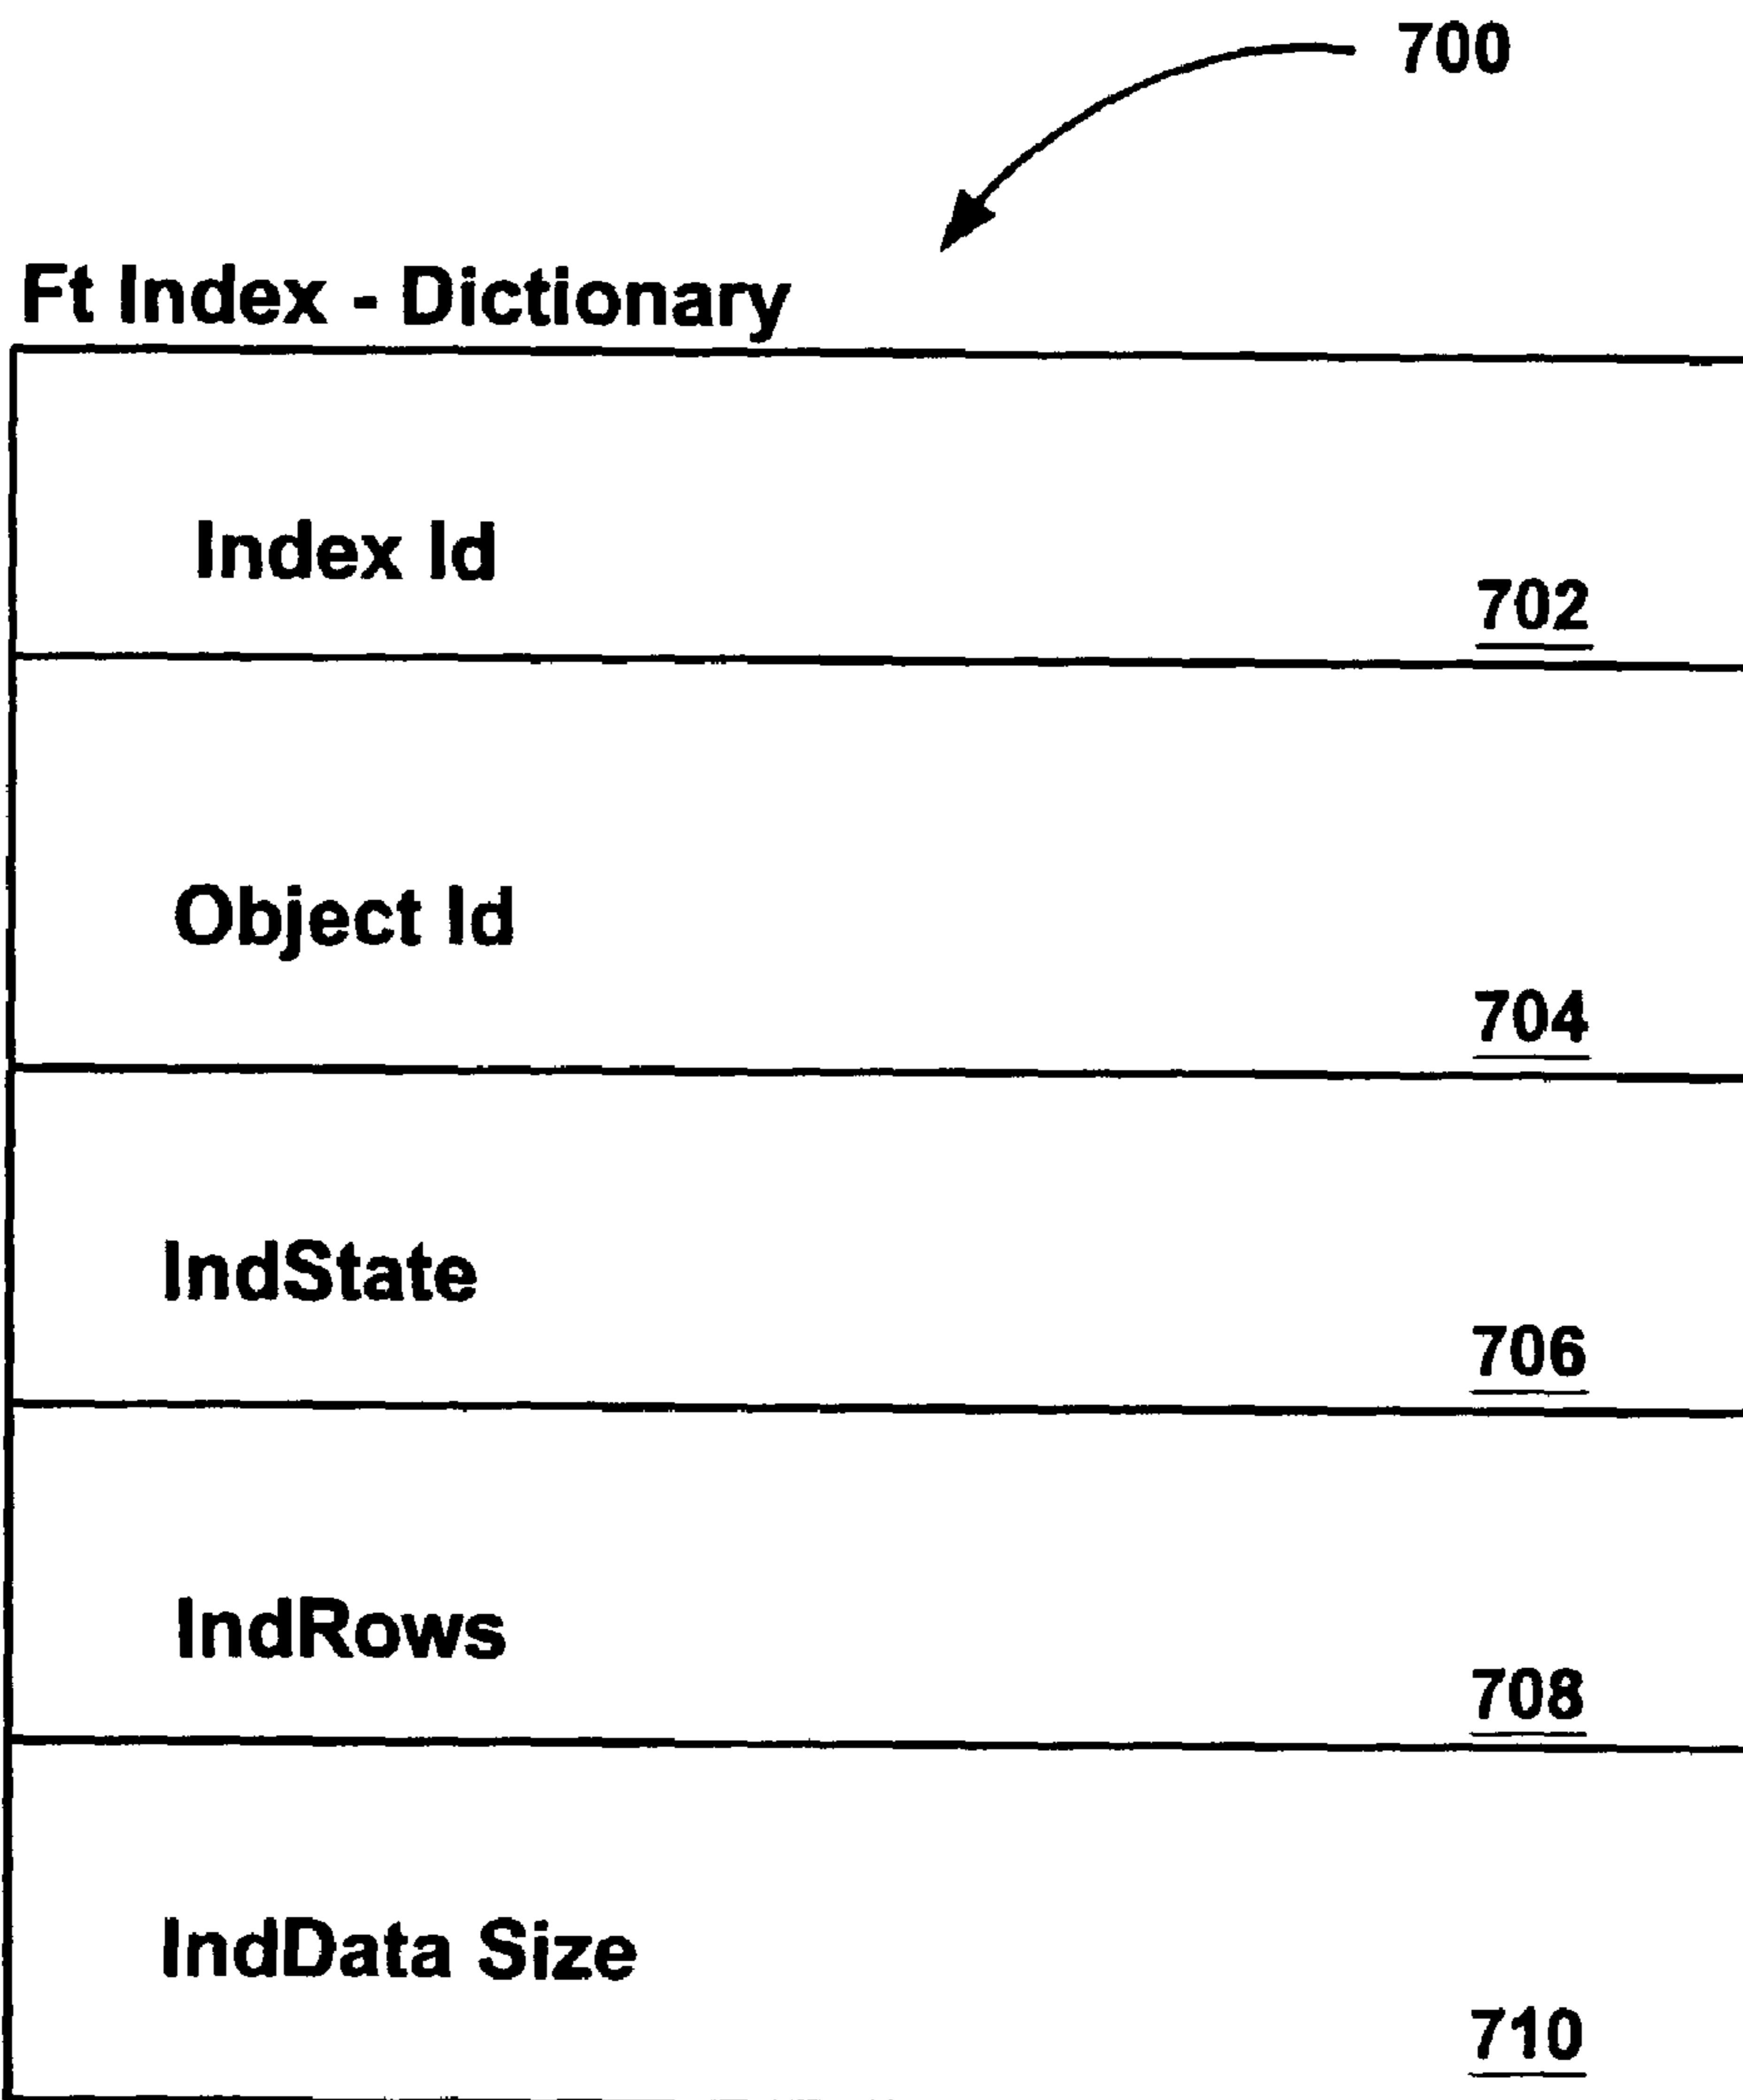 700
Ft Index - Dictionary
Index Id
702
Object Id
704
IndState
706
IndRows
708
IndData Size
710